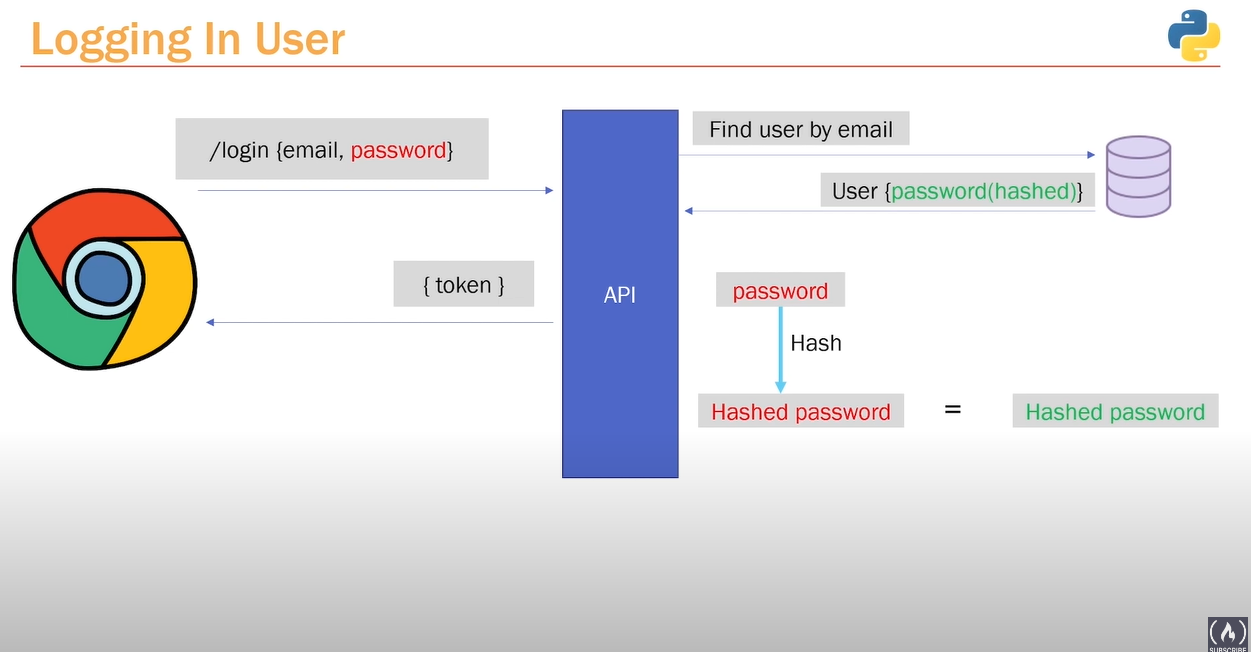 Logging In User
/login {email, password}
Find user by email
User {password(hashed)}
{ token }
API
password
Hash
Hashed password
=
Hashed password
SUBSCRIBE